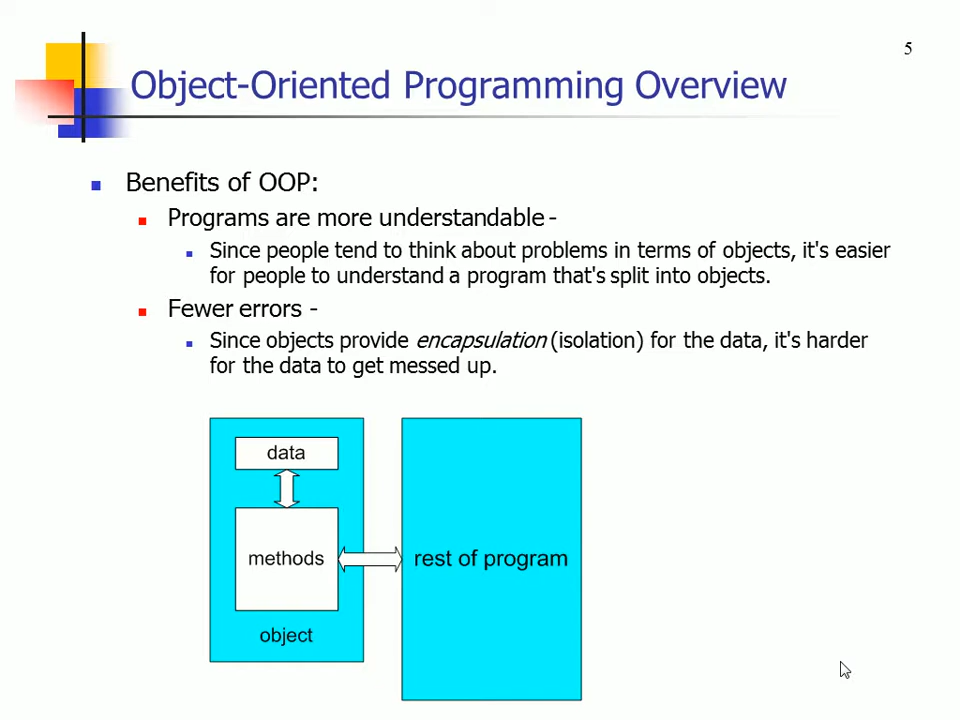 5
Object-Oriented Programming Overview
Benefits of OOP:
Programs are more understandable -
Since people tend to think about problems in terms of objects, it's easier
for people to understand a program that's split into objects.
Fewer errors -
Since objects provide encapsulation (isolation) for the data, it's harder
for the data to get messed up.
data
methods
rest of program
object